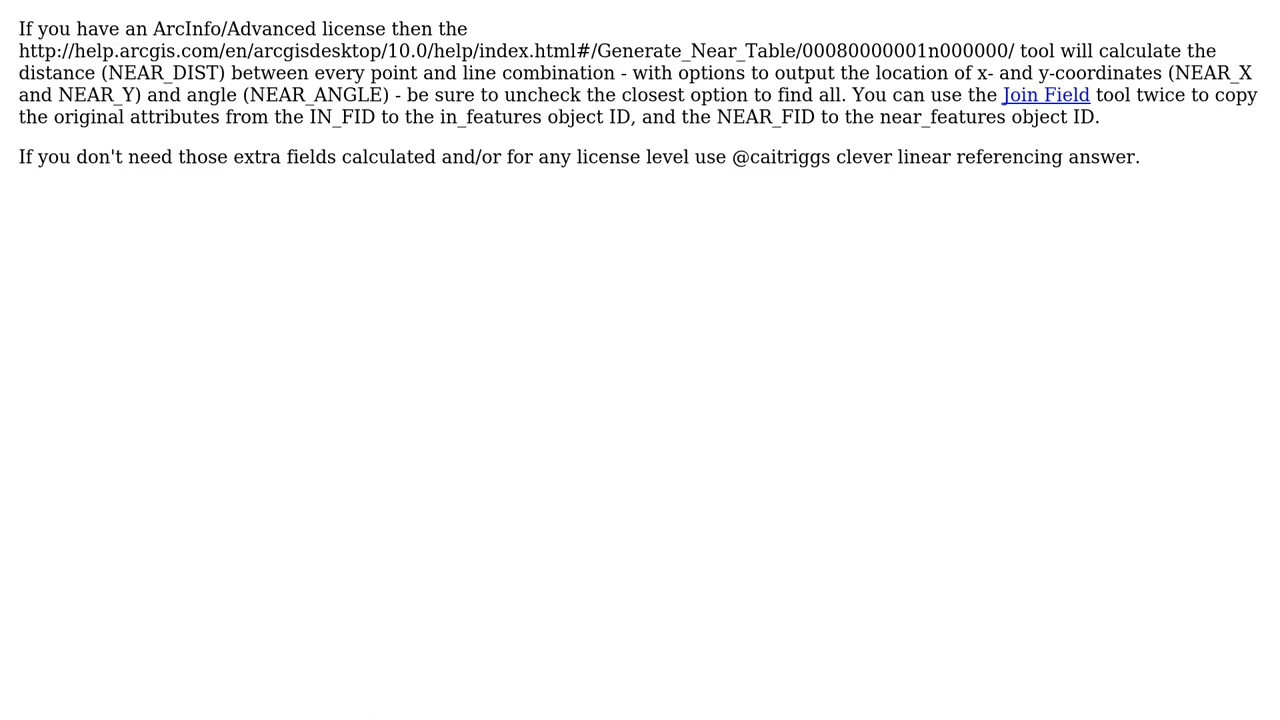 If you have an ArcInfo/Advanced license then the
http://help.arcgis.com/en/arcgisdesktop/10.0/help/index.html#/Generate_Near_Table/00080000001n000000/ tool will calculate the
distance (NEAR_DIST) between every point and line combination - with options to output the location of x- and y-coordinates (NEAR_X
and NEAR_Y) and angle (NEAR_ANGLE) - be sure to uncheck the closest option to find all. You can use the Join Field tool twice to copy
the original attributes from the IN_FID to the in_features object ID, and the NEAR_FID to the near_features object ID.
If you don't need those extra fields calculated and/or for any license level use @caitriggs clever linear referencing answer.